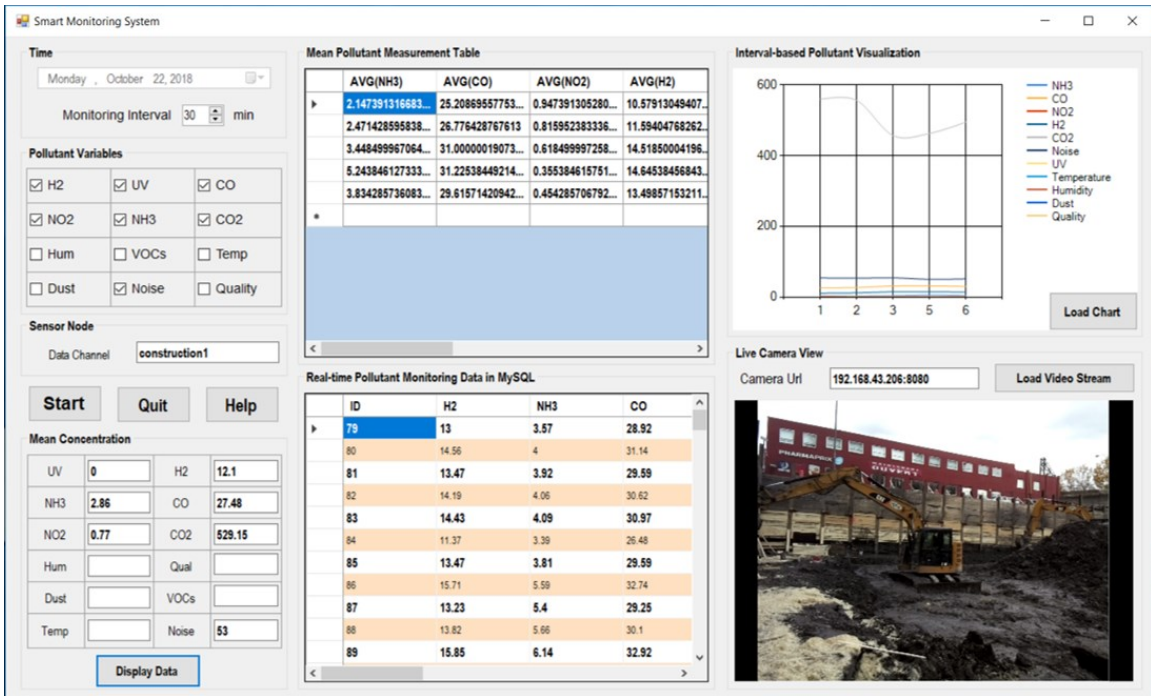 Smart Monitoring System
Time
Monday , October 22, 2018
Monitoring Interval 30 min
Pollutant Variables
H2 UV CO
NO2 NH3 CO2
Hum VOCs Temp
Dust Noise Quality
Sensor Node
Data Channel construction1
Start Quit Help
Mean Concentration
UV 0 H2 12.1
NH3 2.86 CO 27.48
NO2 0.77 CO2 529.15
Hum Qual
Dust VOCs
Temp Noise 53
Display Data
Mean Pollutant Measurement Table
AVG(NH3) AVG(CO) AVG(NO2) AVG(H2)
2.147391316683... 25.20869557753... 0.947391305280... 10.57913049407...
2.471428595838... 26.776428767613 0.815952383336... 11.59404768262...
3.448499967064... 31.00000019073... 0.618499997258... 14.51850004196...
5.243846127333... 31.22538449214... 0.355384615751... 14.64538456843...
3.834285736083... 29.61571420942... 0.454285706792... 13.49857153211...
Real-time Pollutant Monitoring Data in MySQL
ID H2 NH3 CO
79 13 3.57 28.92
80 14.56 4 31.14
81 13.47 3.92 29.59
82 14.19 4.06 30.62
83 14.43 4.09 30.97
84 11.37 3.39 26.48
85 13.47 3.81 29.59
86 15.71 5.59 32.74
87 13.23 5.4 29.25
88 13.82 5.66 30.1
89 15.85 6.14 32.92
Interval-based Pollutant Visualization
600
400
200
0
1 2 3 5 6
NH3
CO
NO2
H2
CO2
Noise
UV
Temperature
Humidity
Dust
Quality
Load Chart
Live Camera View
Camera Url 192.168.43.206:8080 Load Video Stream
PHARMAPRIX
OUVERT